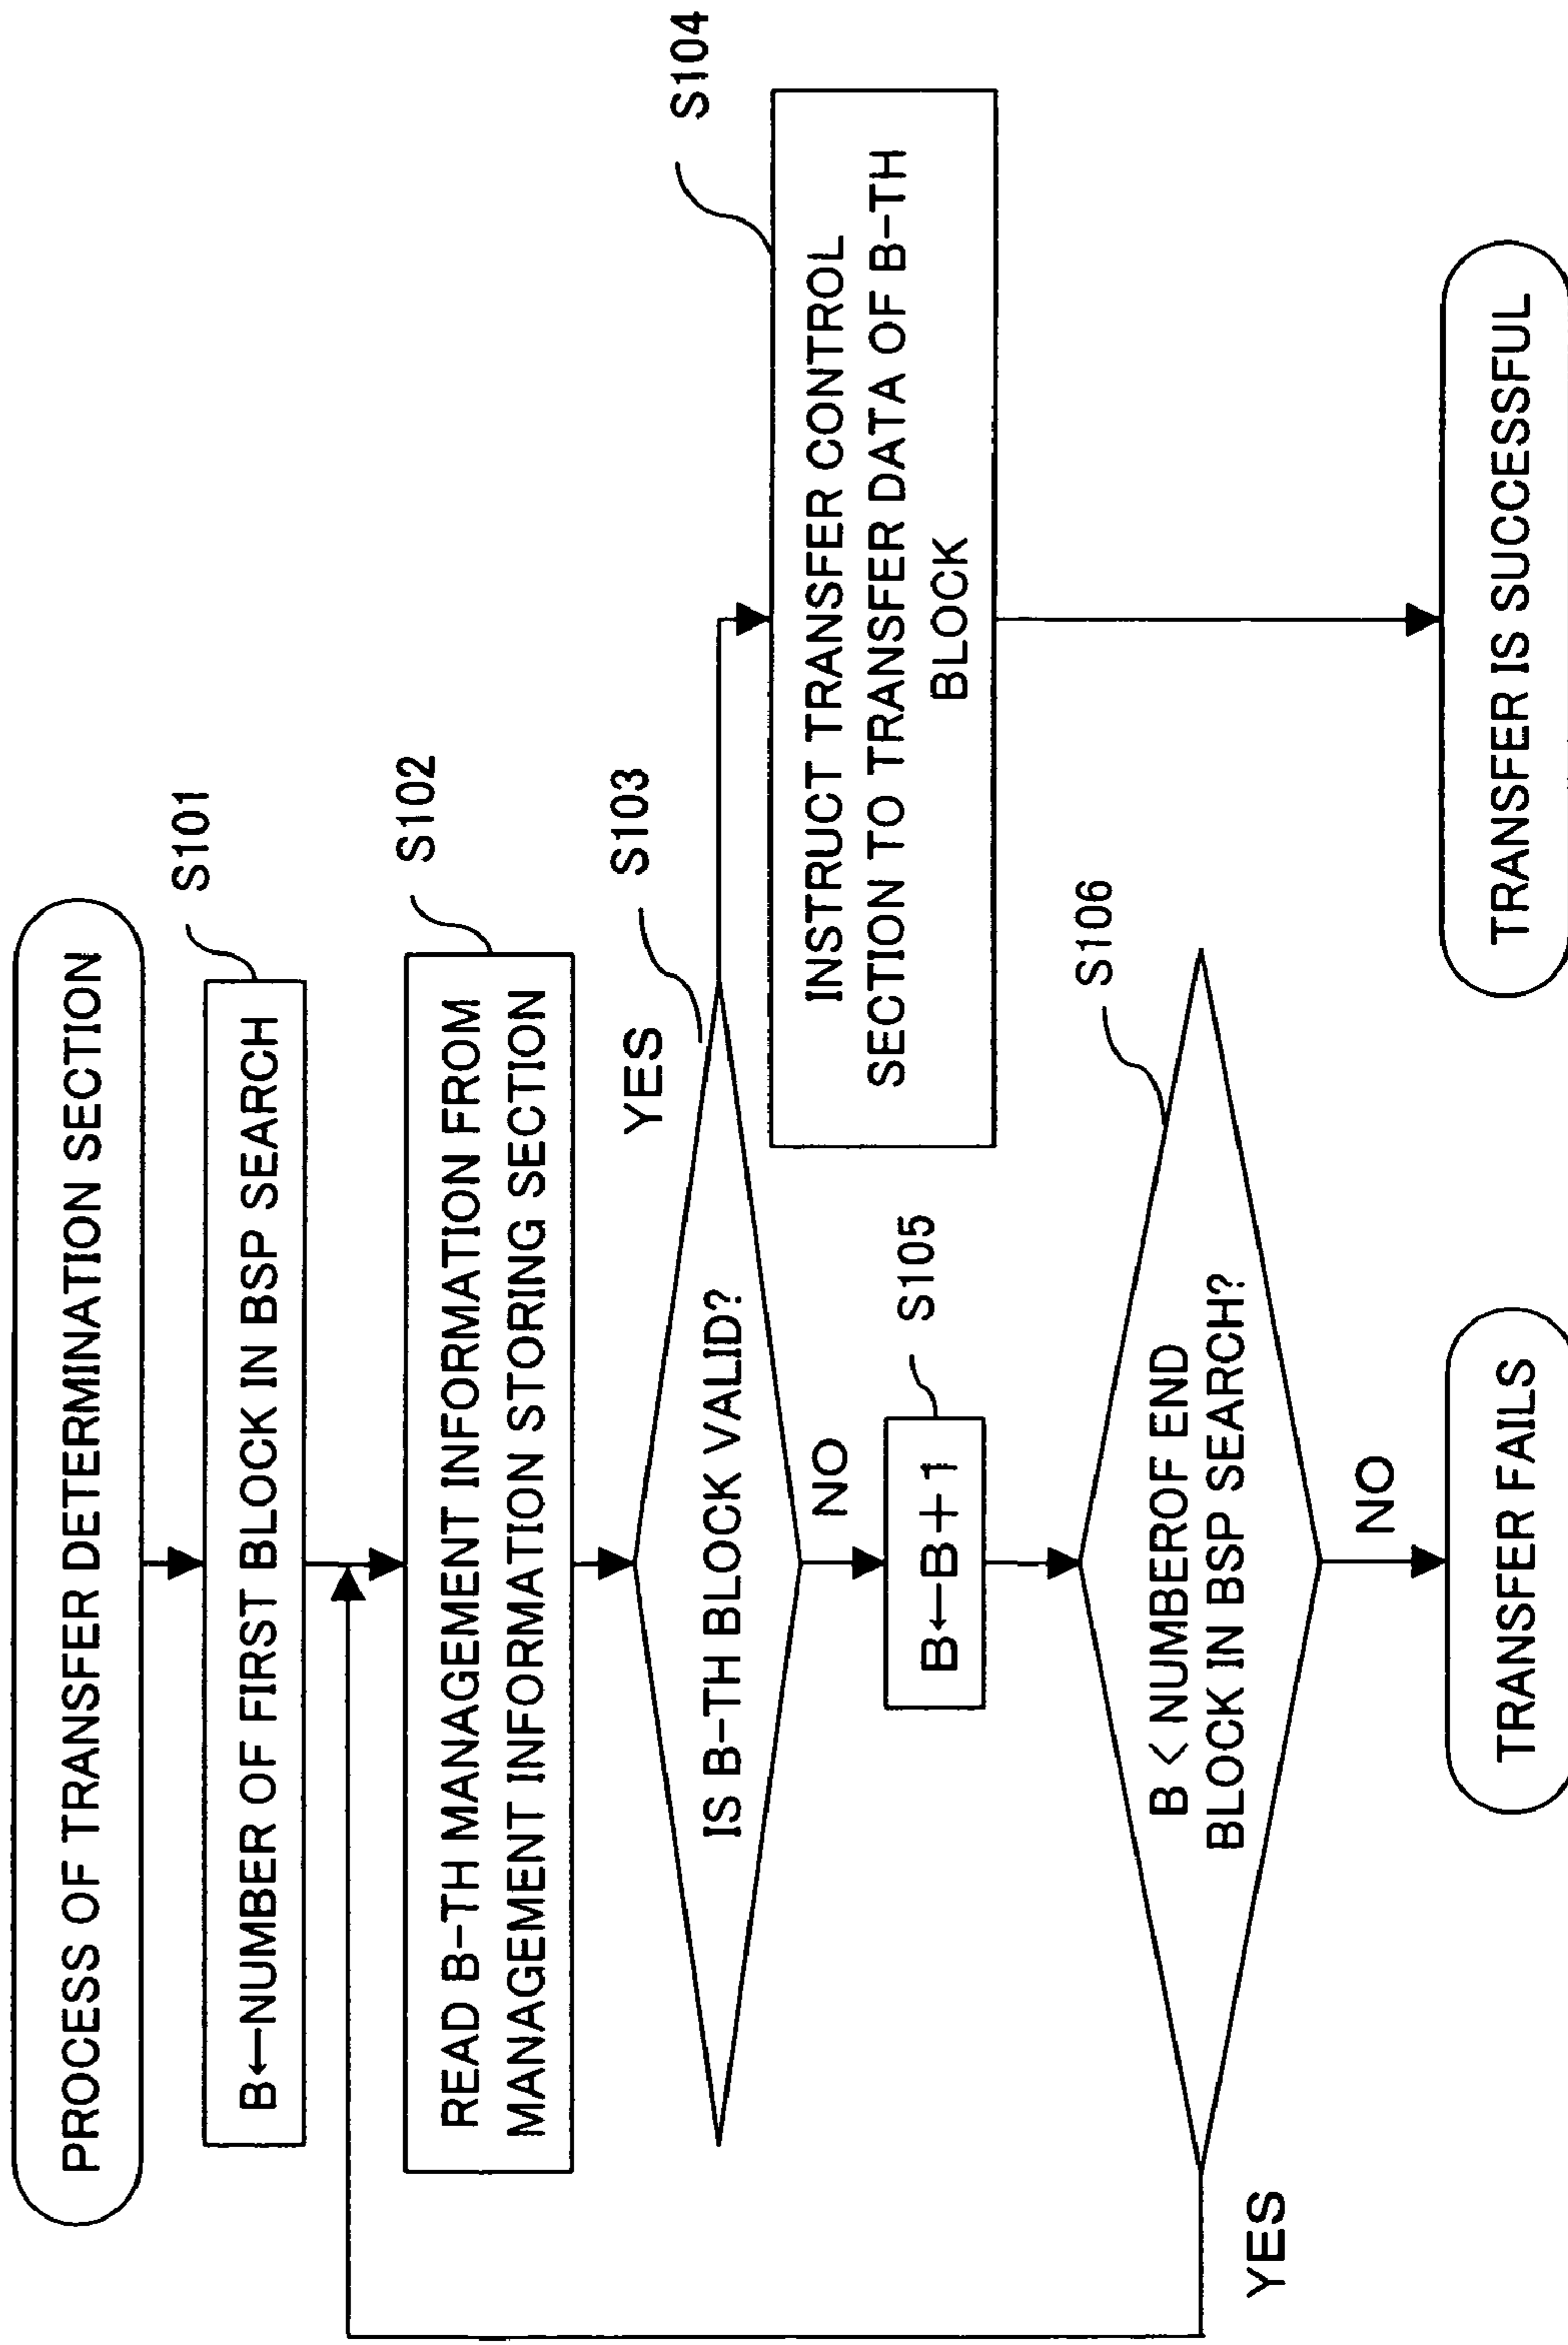 PROCESS OF TRANSFER DETERMINATION SECTION
S101
B←NUMBER OF FIRST BLOCK IN BSP SEARCH
S102
READ B-TH MANAGEMENT INFORMATION FROM
MANAGEMENT INFORMATION STORING SECTION
S103
IS B-TH BLOCK VALID?
YES
S104
INSTRUCT TRANSFER CONTROL
SECTION TO TRANSFER DATA OF B-TH
BLOCK
NO
S105
B←B+1
S106
B < NUMBEROF END
BLOCK IN BSP SEARCH?
YES
NO
TRANSFER FAILS
TRANSFER IS SUCCESSFUL